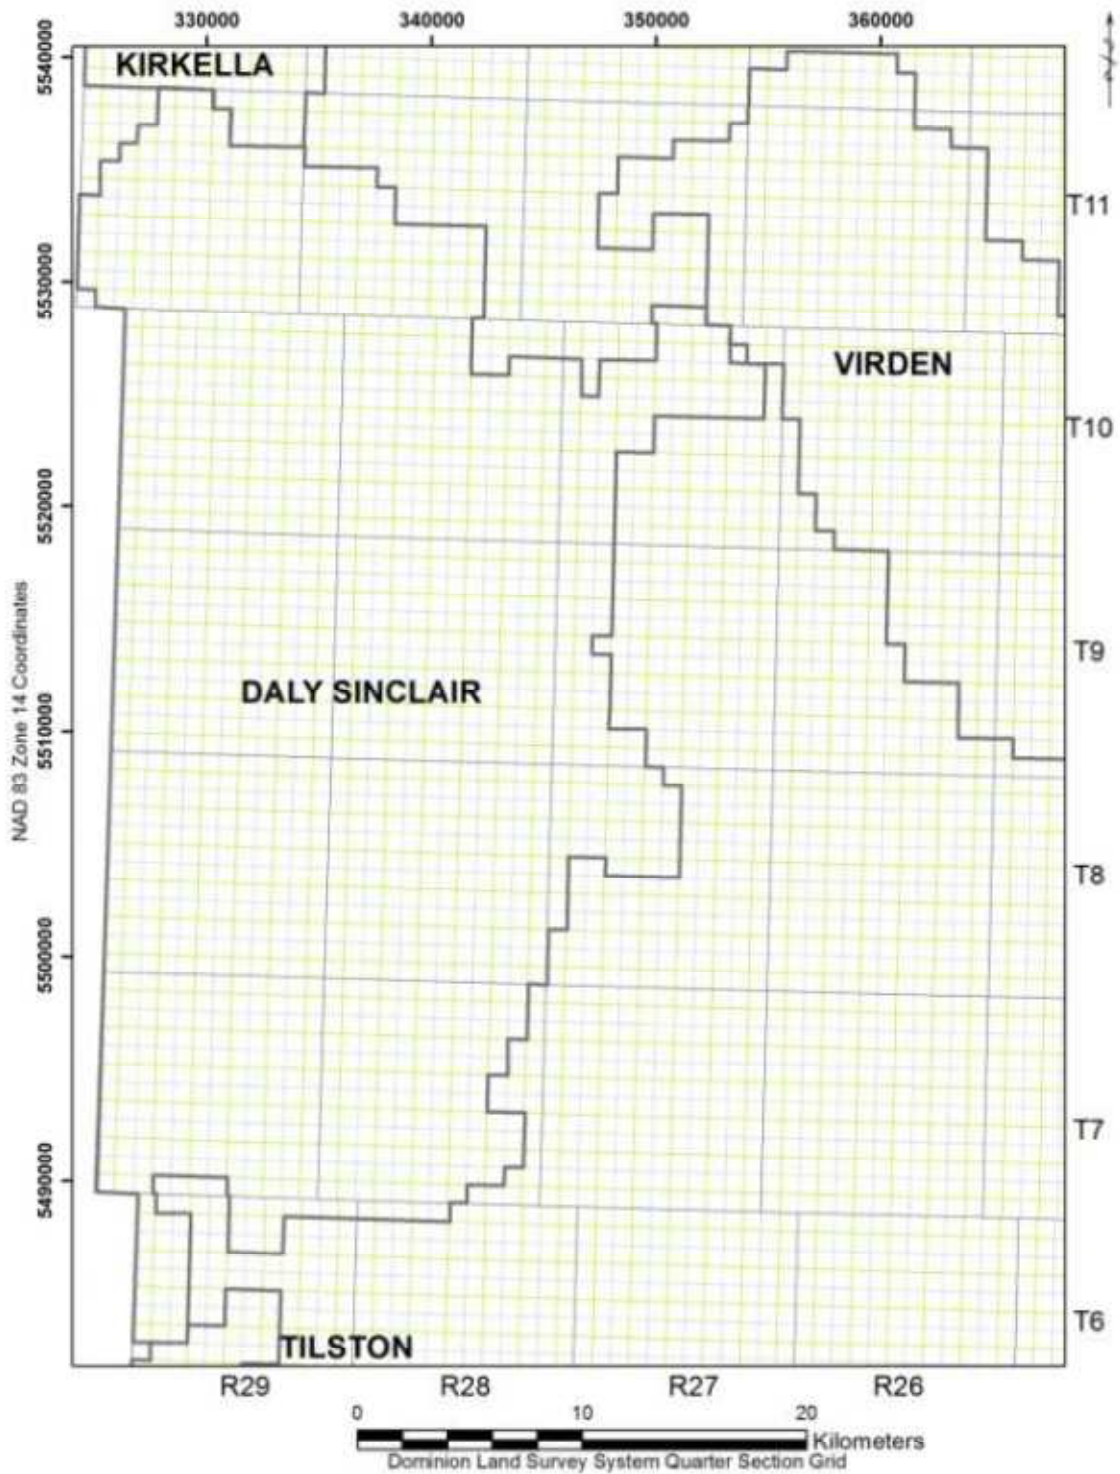 330000 340000 350000 360000
5540000
KIRKELLA
T11
5530000
VIRDEN
T10
5520000
T9
DALY SINCLAIR
5510000
NAD 83 Zone 14 Coordinates
T8
5500000
T7
5490000
T6
TILSTON
R29 R28 R27 R26
0 10 20
Kilometers
Dominion Land Survey System Quarter Section Grid